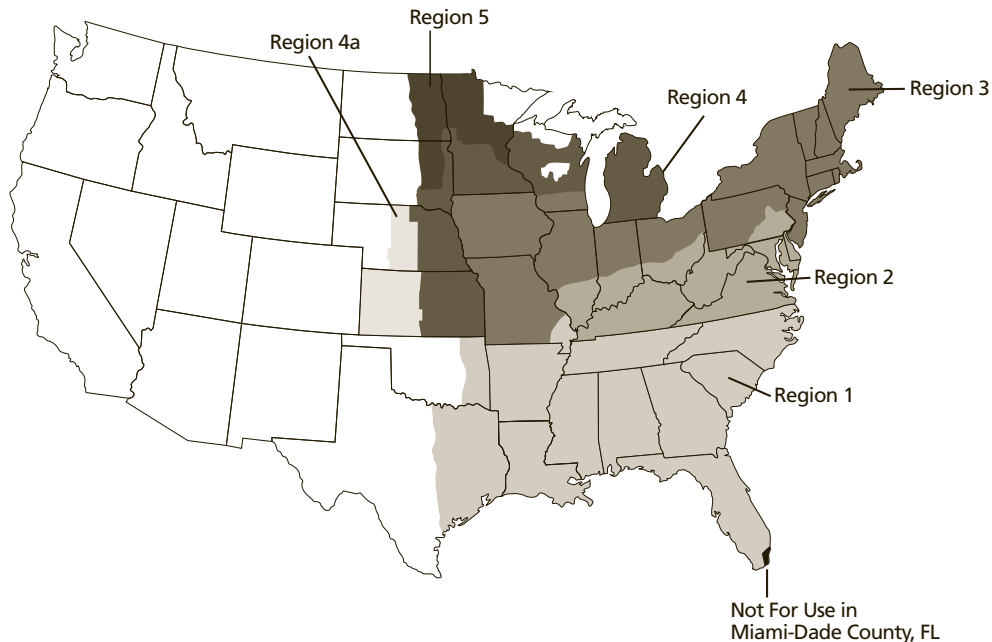 Region 5
Region 4a
Region 4
Region 3
Region 2
Region 1
Not For Use in
Miami-Dade County, FL